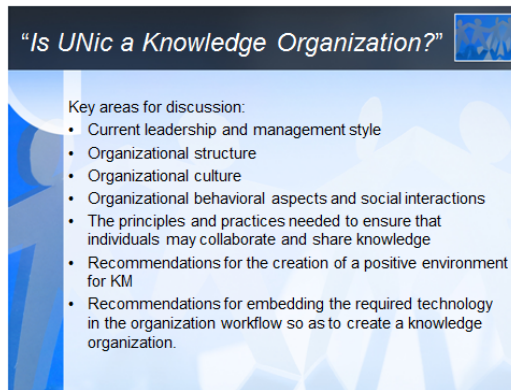 “Is UNic a Knowledge Organization?”
Key areas for discussion:
• Current leadership and management style
• Organizational structure
• Organizational culture
• Organizational behavioral aspects and social interactions
• The principles and practices needed to ensure that
individuals may collaborate and share knowledge
• Recommendations for the creation of a positive environment
for KM
• Recommendations for embedding the required technology
in the organization workflow so as to create a knowledge
organization.